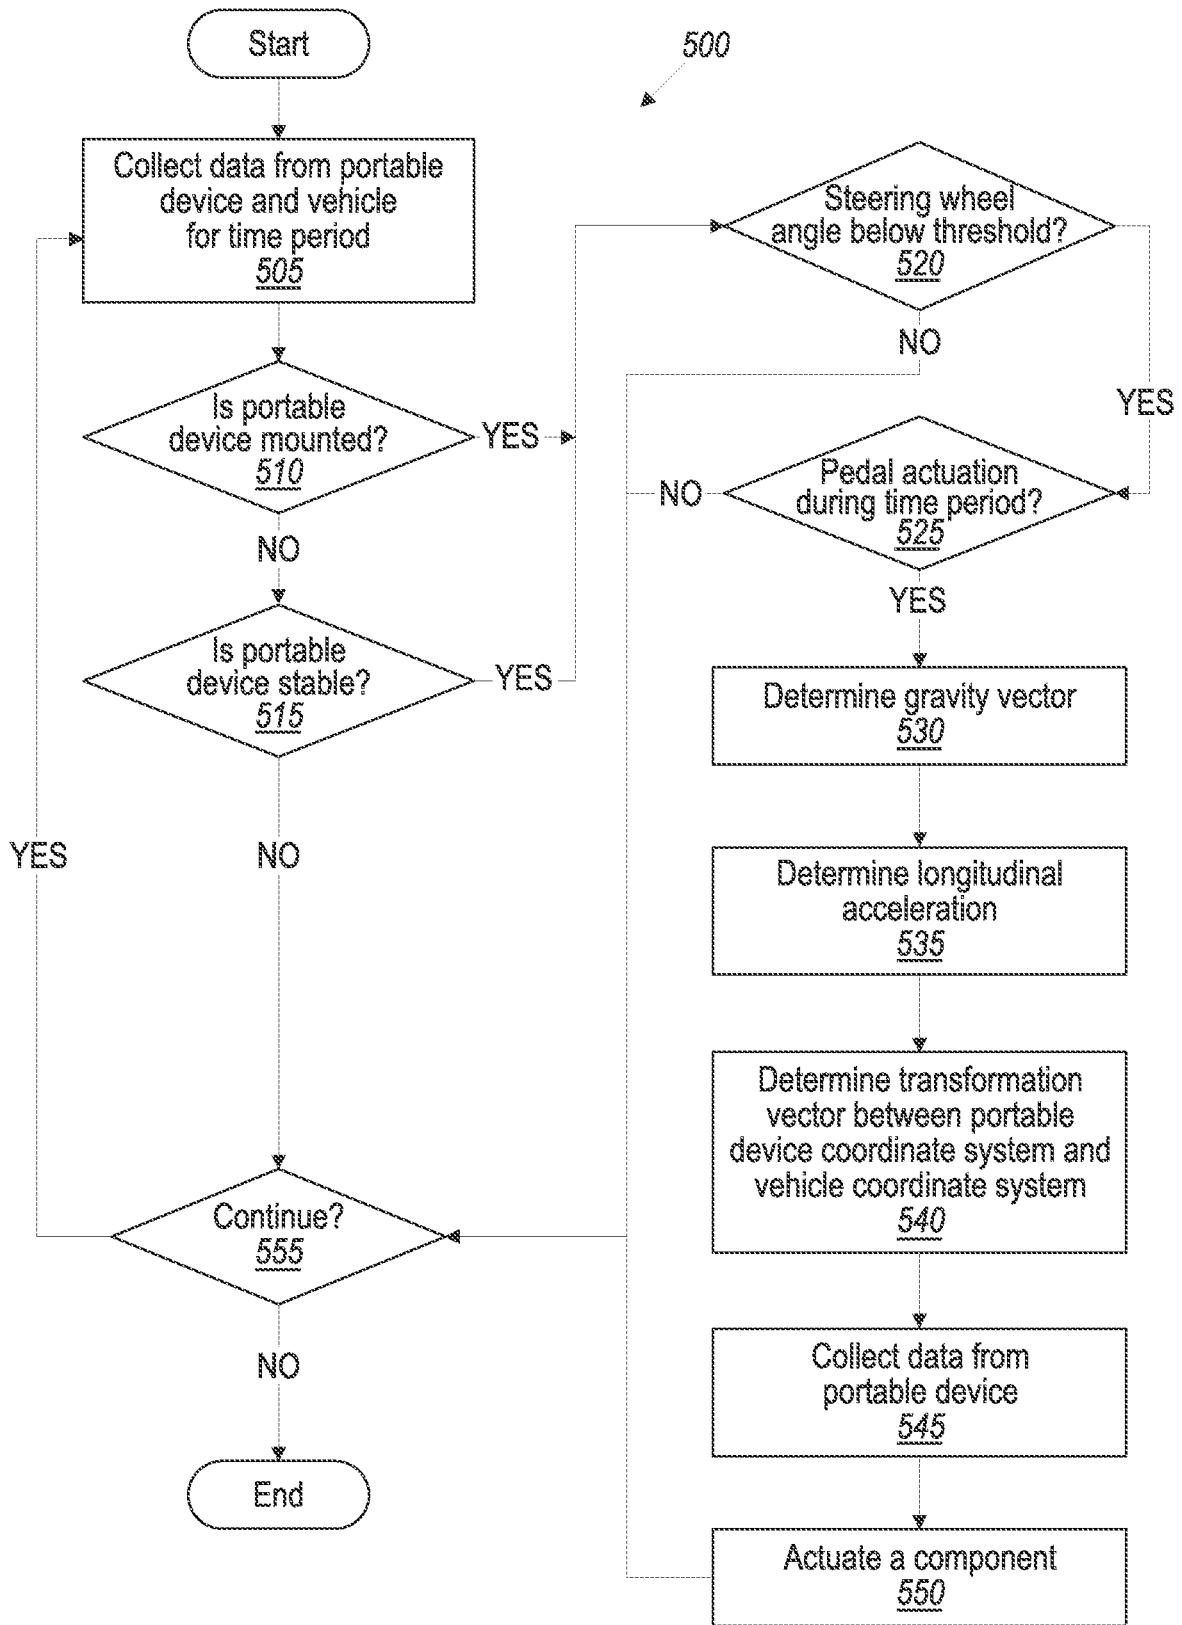 Start
500
Collect data from portable
device and vehicle
for time period
505
Is portable
device mounted?
510
YES
NO
Is portable
device stable?
515
YES
NO
YES
Continue?
555
NO
End
Steering wheel
angle below threshold?
520
NO
YES
Pedal actuation
during time period?
525
NO
YES
Determine gravity vector
530
Determine longitudinal
acceleration
535
Determine transformation
vector between portable
device coordinate system and
vehicle coordinate system
540
Collect data from
portable device
545
Actuate a component
550